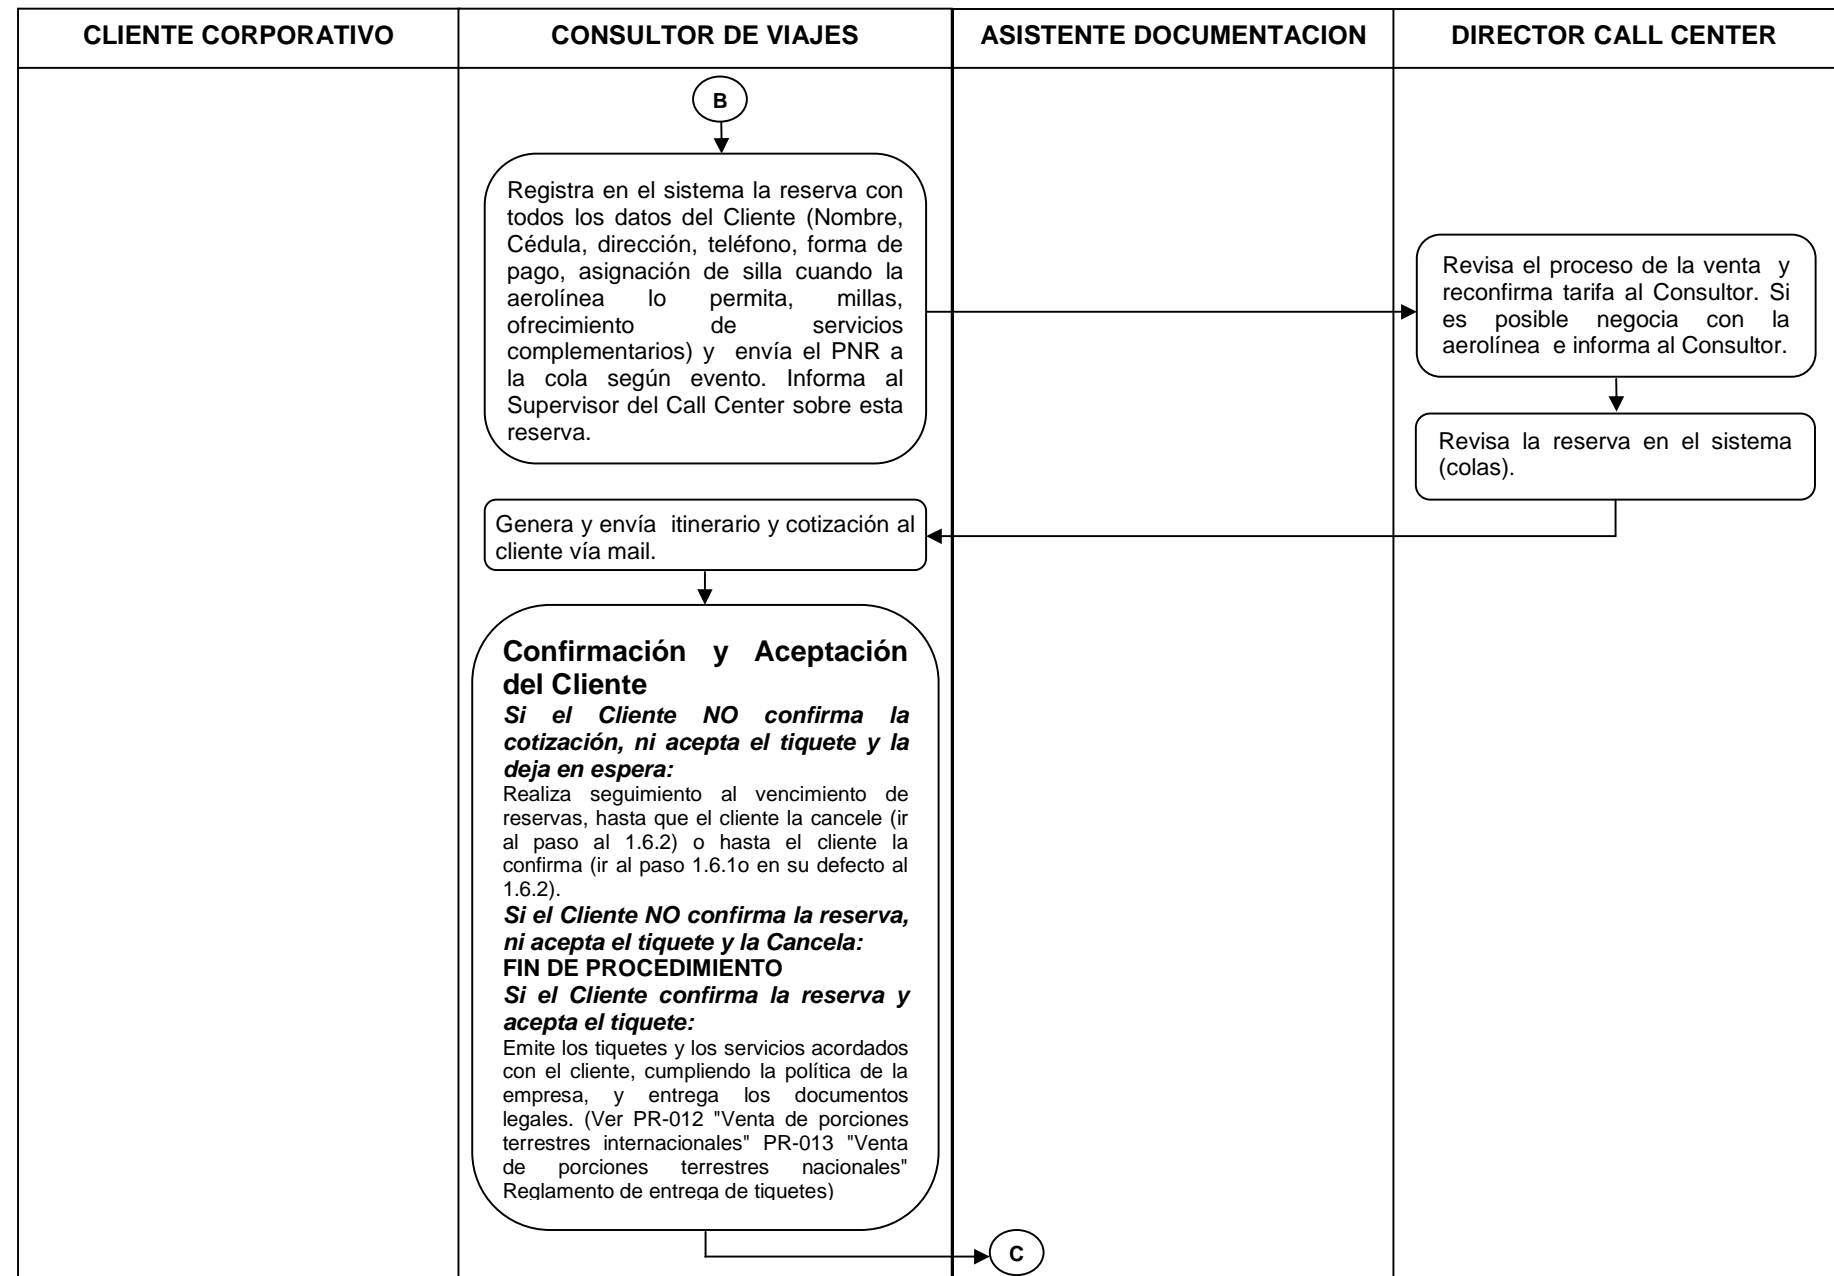 CLIENTE CORPORATIVO
CONSULTOR DE VIAJES
ASISTENTE DOCUMENTACION
DIRECTOR CALL CENTER
B
Registra en el sistema la reserva con
todos los datos del Cliente (Nombre,
Cédula, dirección, teléfono, forma de
pago, asignación de silla cuando la
aerolínea lo permita, millas,
ofrecimiento de servicios
complementarios) y envía el PNR a
la cola según evento. Informa al
Supervisor del Call Center sobre esta
reserva.
Revisa el proceso de la venta y
reconfirma tarifa al Consultor. Si
es posible negocia con la
aerolínea e informa al Consultor.
Revisa la reserva en el sistema
(colas).
Genera y envía itinerario y cotización al
cliente vía mail.
Confirmación y Aceptación
del Cliente
Si el Cliente NO confirma la
cotización, ni acepta el tiquete y la
deja en espera:
Realiza seguimiento al vencimiento de
reservas, hasta que el cliente la cancele (ir
al paso al 1.6.2) o hasta el cliente la
confirma (ir al paso 1.6.1o en su defecto al
1.6.2).
Si el Cliente NO confirma la reserva,
ni acepta el tiquete y la Cancela:
FIN DE PROCEDIMIENTO
Si el Cliente confirma la reserva y
acepta el tiquete:
Emite los tiquetes y los servicios acordados
con el cliente, cumpliendo la política de la
empresa, y entrega los documentos
legales. (Ver PR-012 "Venta de porciones
terrestres internacionales" PR-013 "Venta
de porciones terrestres nacionales"
Reglamento de entrega de tiquetes)
C